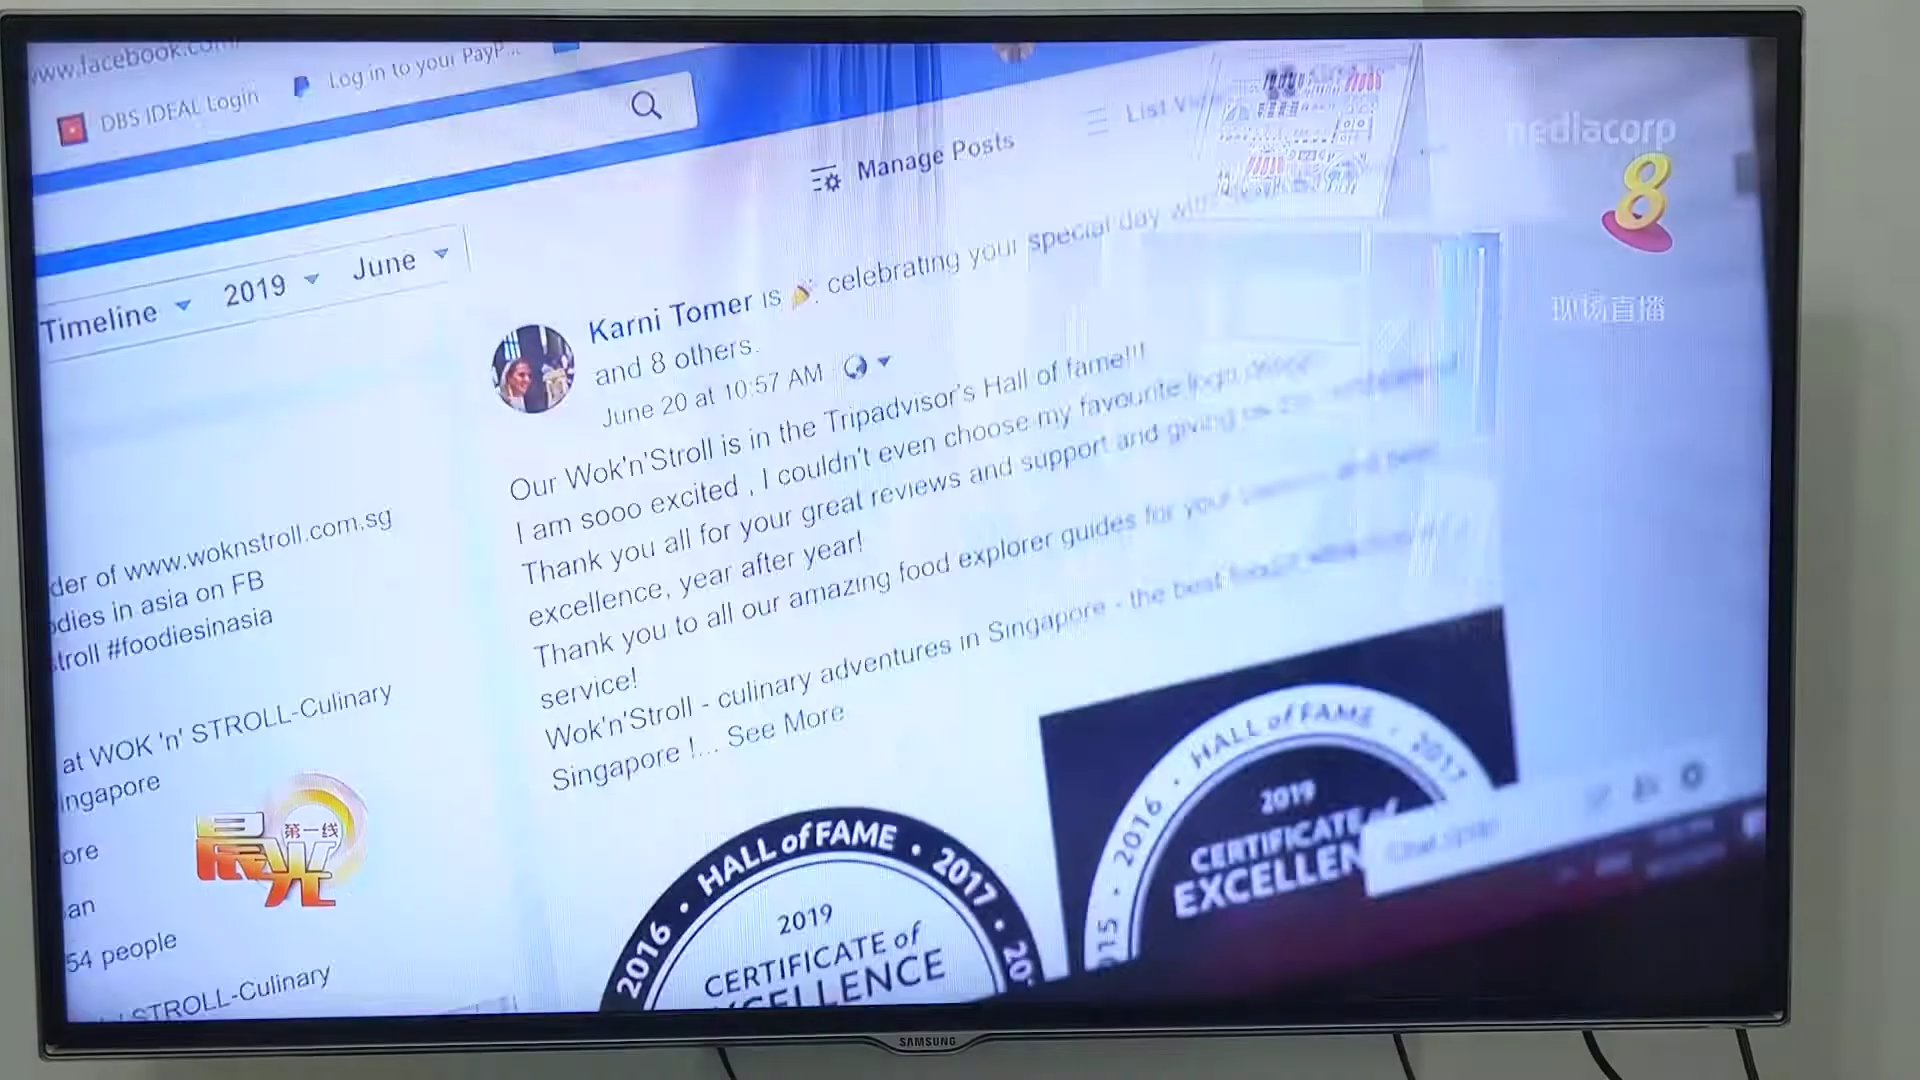 www.facebook.com/
DBS IDEAL Login
Log in to your PayP...
Manage Posts
List
mediacorp
8
现场直播
Timeline
2019
June
Karni Tomer is celebrating your special day
and 8 others.
June 20 at 10:57 AM
Our Wok'n'Stroll is in the Tripadvisor's Hall of fame!!!
I am sooo excited , I couldn't even choose my favourite logo
Thank you all for your great reviews and support and giving us
excellence, year after year!
Thank you to all our amazing food explorer guides for your
service!
Wok'n'Stroll - culinary adventures in Singapore - the best
Singapore !... See More
der of www.woknstroll.com.sg
odies in asia on FB
troll #foodiesinasia
at WOK 'n' STROLL-Culinary
ingapore
ore
an
54 people
STROLL-Culinary
晨光
第一线
2016 • HALL of FAME • 2017 • 20
2019
CERTIFICATE of
EXCELLENCE
015 • 2016 • HALL of FAME • 2017
2019
CERTIFICATE of
EXCELLEN
SAMSUNG